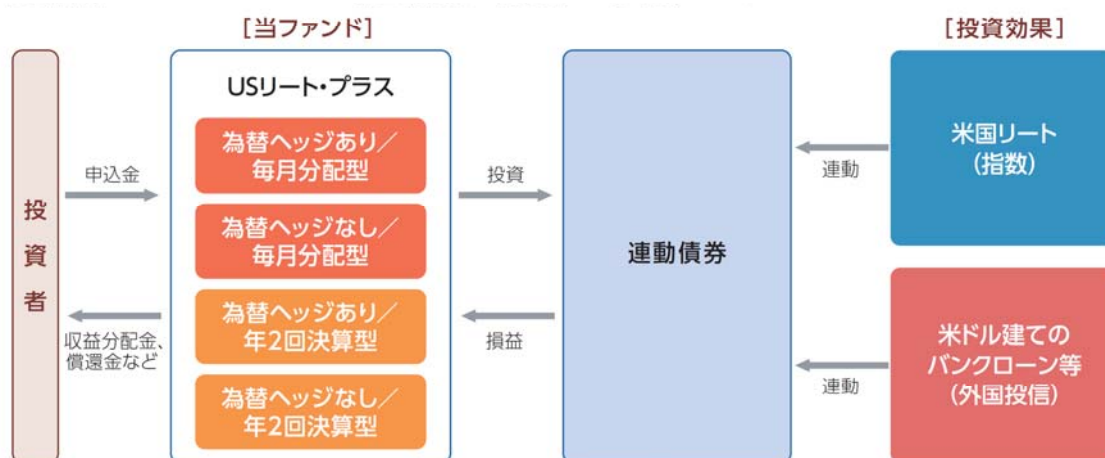 ［当ファンド］
［投資効果］
投資者
申込金
収益分配金、
償還金など
USリート・プラス
為替ヘッジあり／
毎月分配型
為替ヘッジなし／
毎月分配型
為替ヘッジあり／
年2回決算型
為替ヘッジなし／
年2回決算型
投資
損益
連動債券
連動
連動
米国リート
（指数）
米ドル建ての
バンクローン等
（外国投信）